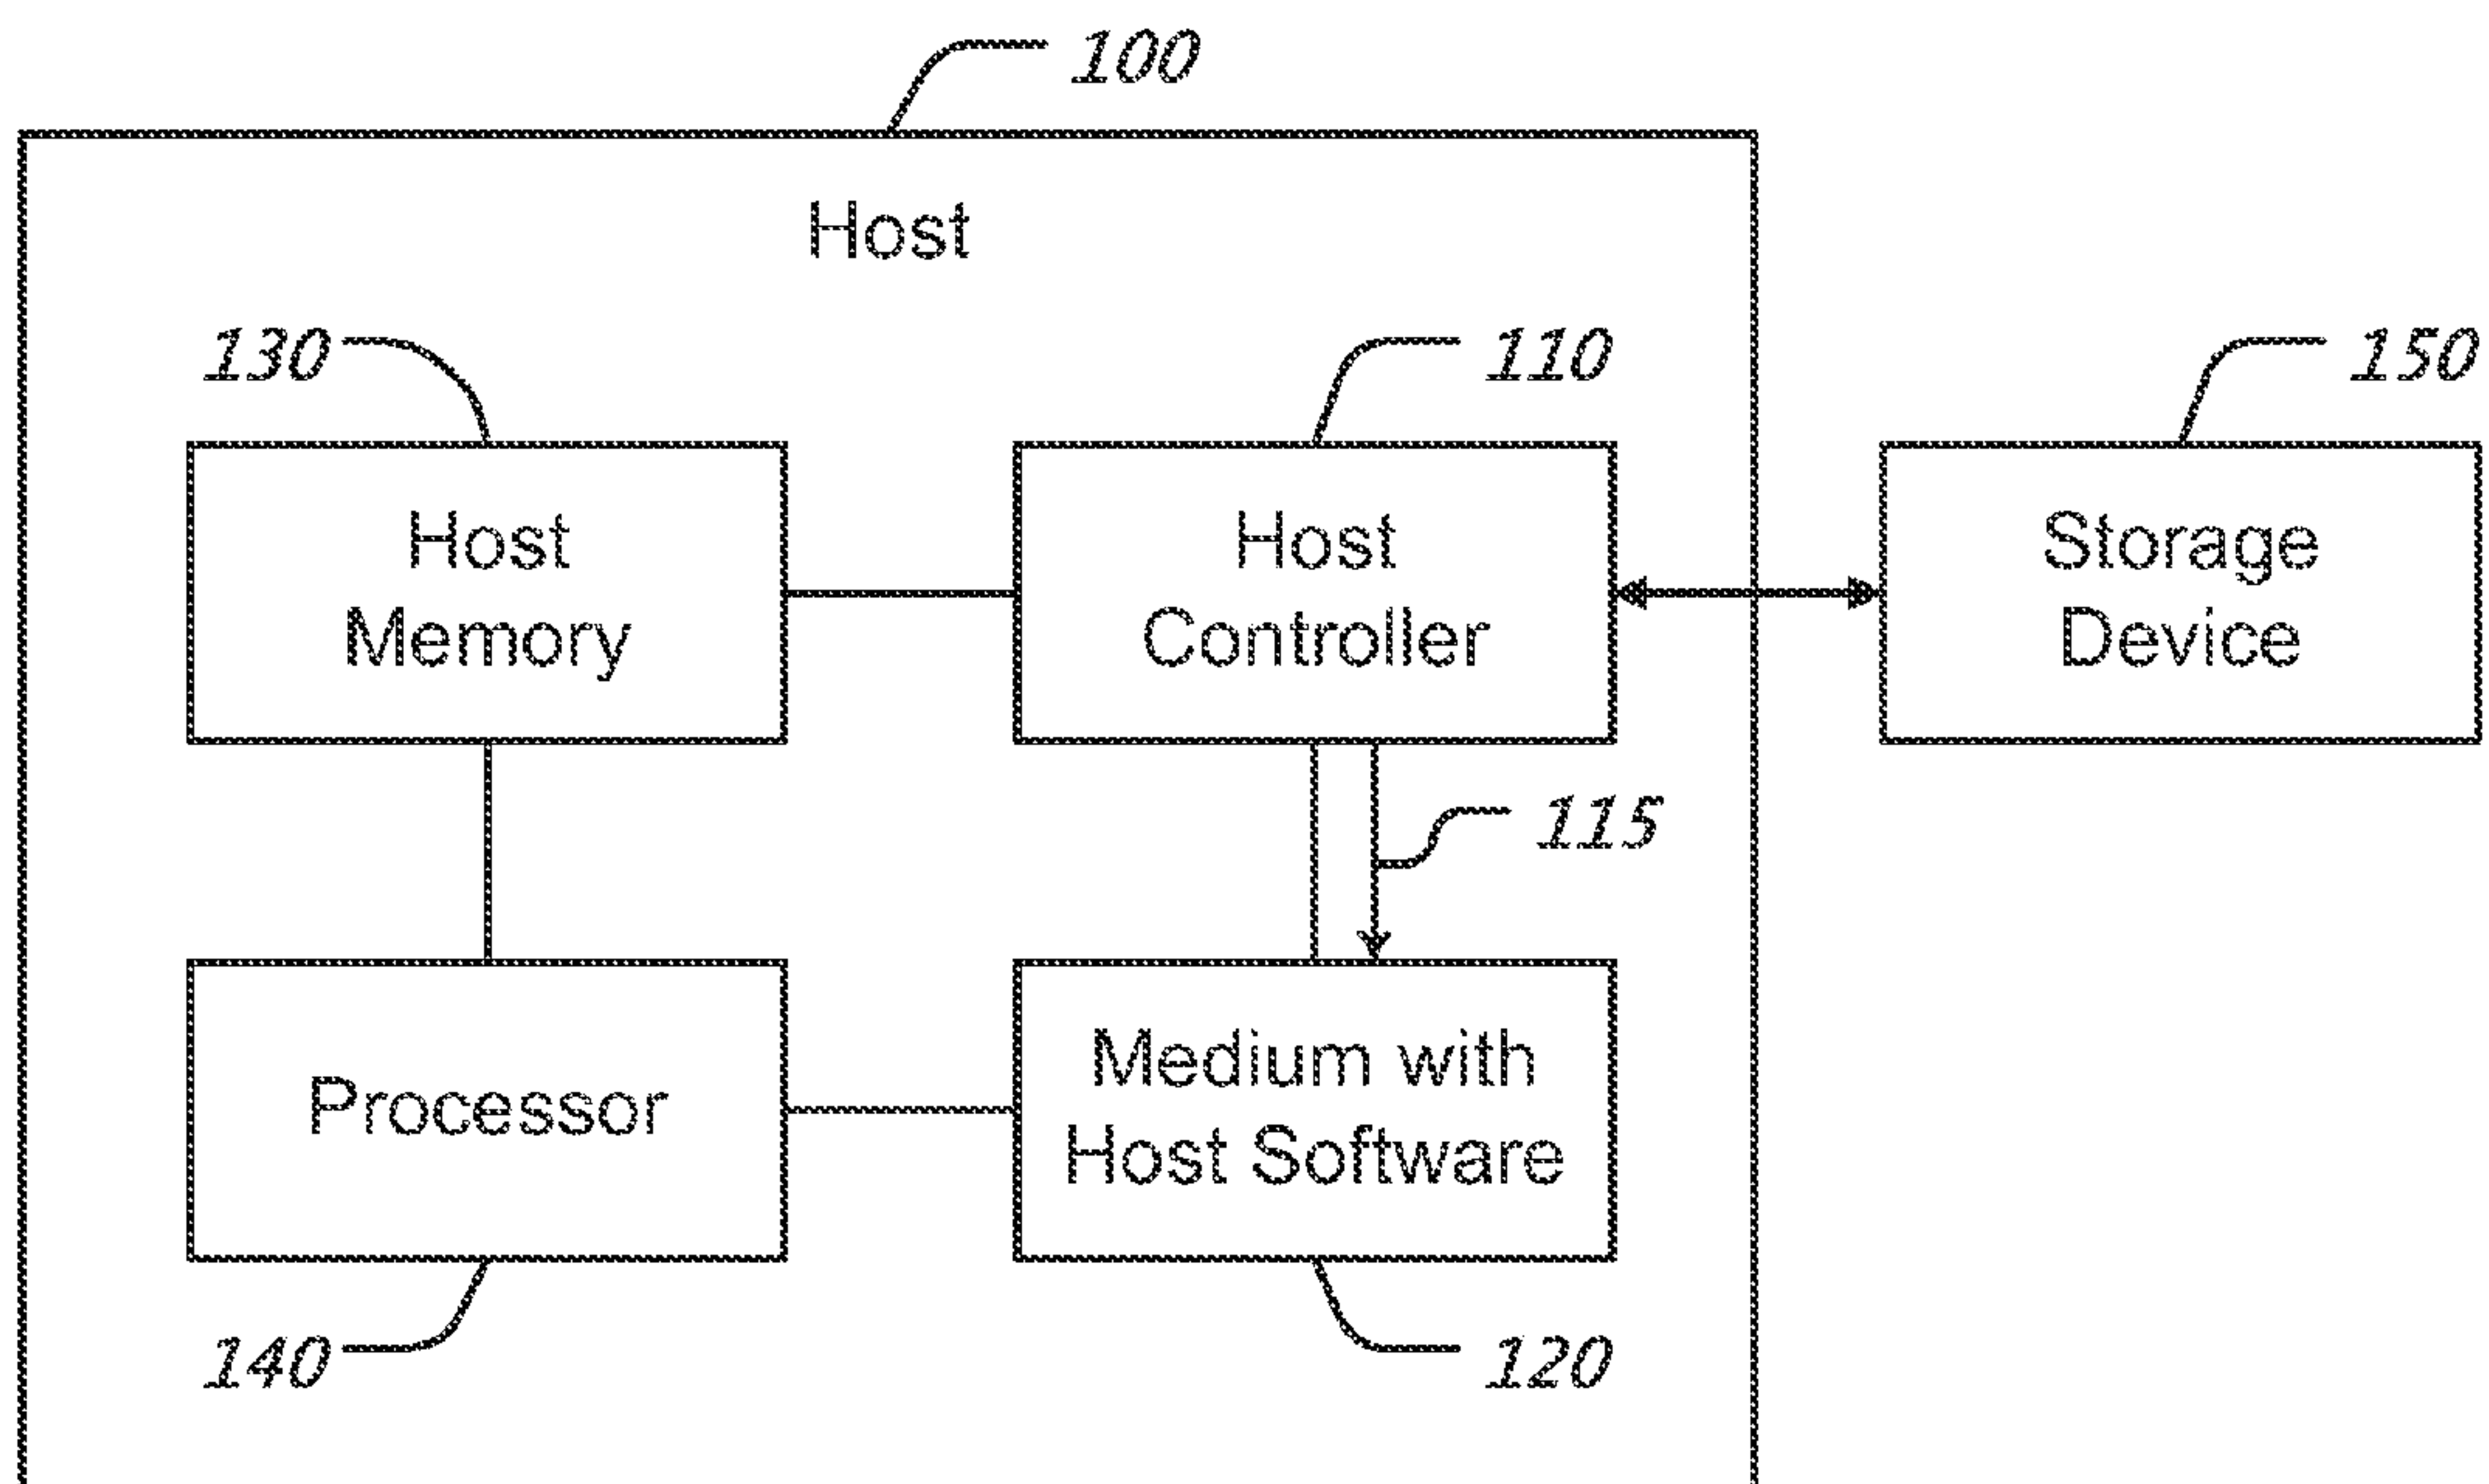 100
Host
130
110
150
Host
Memory
Host
Controller
Storage
Device
115
Processor
Medium with
Host Software
140
120